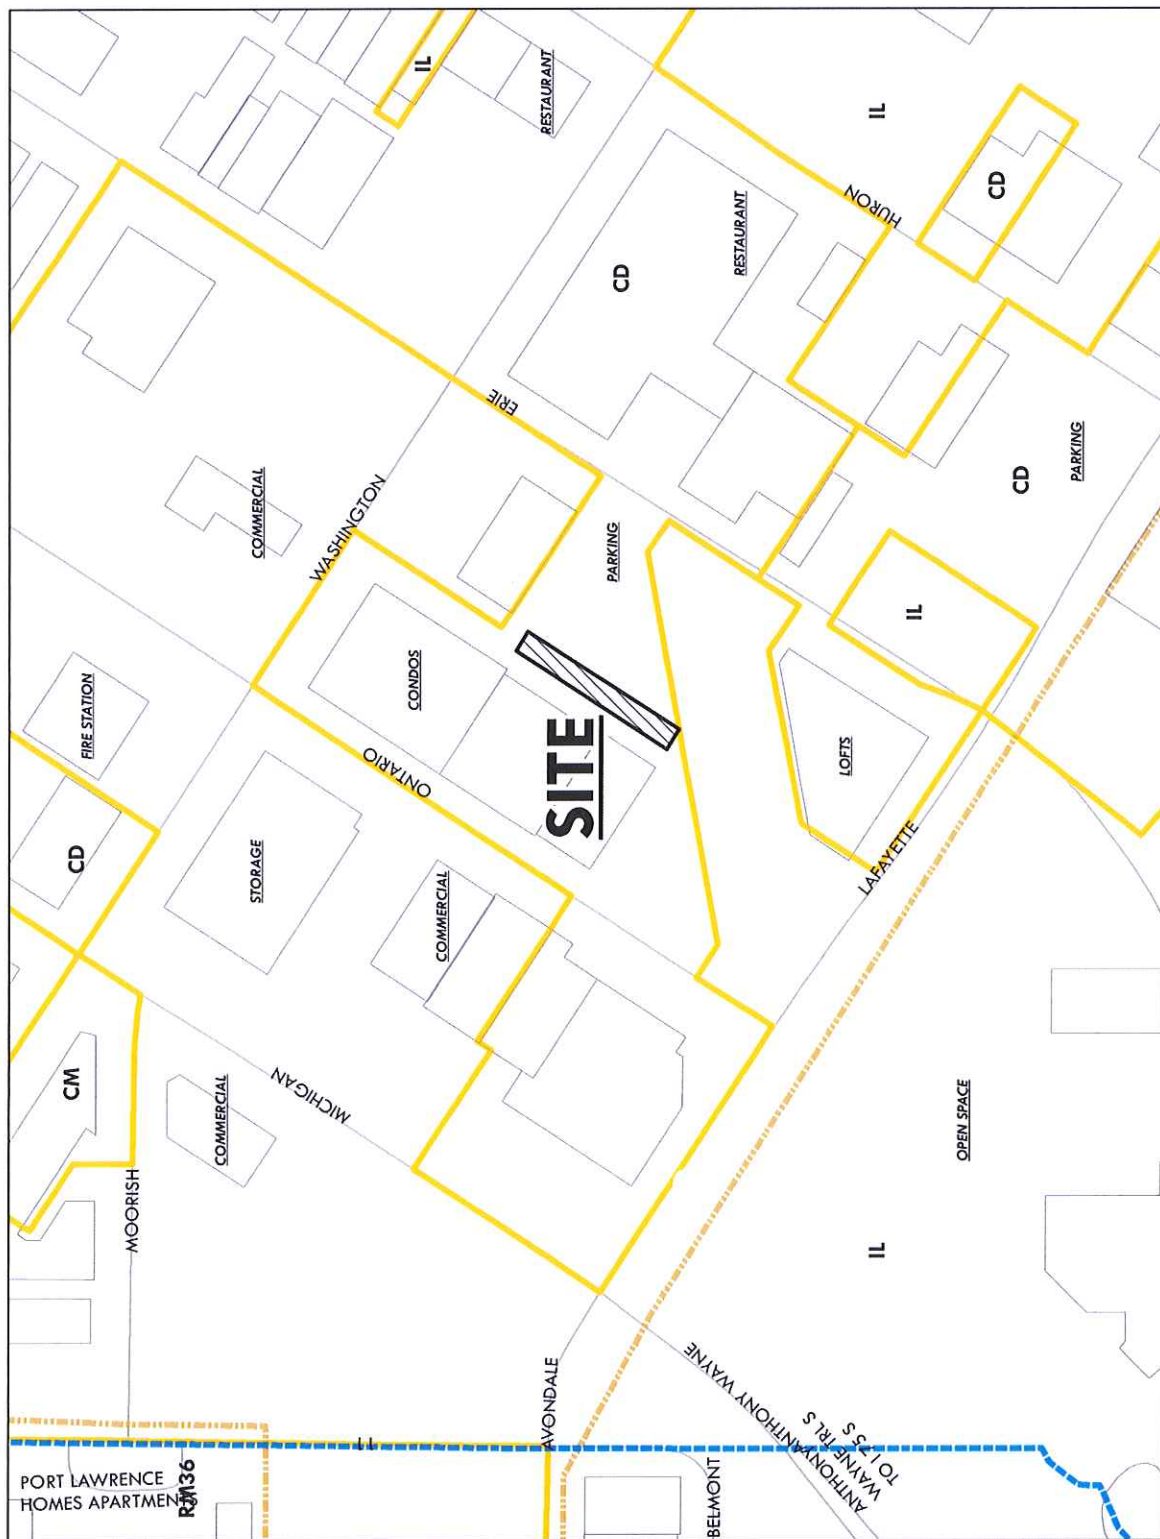 IL
RESTAURANT
IL
HURON
CD
RESTAURANT
CD
ERIE
COMMERCIAL
WASHINGTON
PARKING
CD
PARKING
IL
FIRE STATION
CONDOS
ONTARIO
SITE
LOFTS
CD
STORAGE
COMMERCIAL
LAFAYETTE
CM
COMMERCIAL
MICHIGAN
OPEN SPACE
MOORISH
IL
AVONDALE
ANTHONY WAYNE
ANTHONY
WAYNE TRL S
TO I 75 S
PORT LAWRENCE
HOMES APARTMENTS
RM36
BELMONT